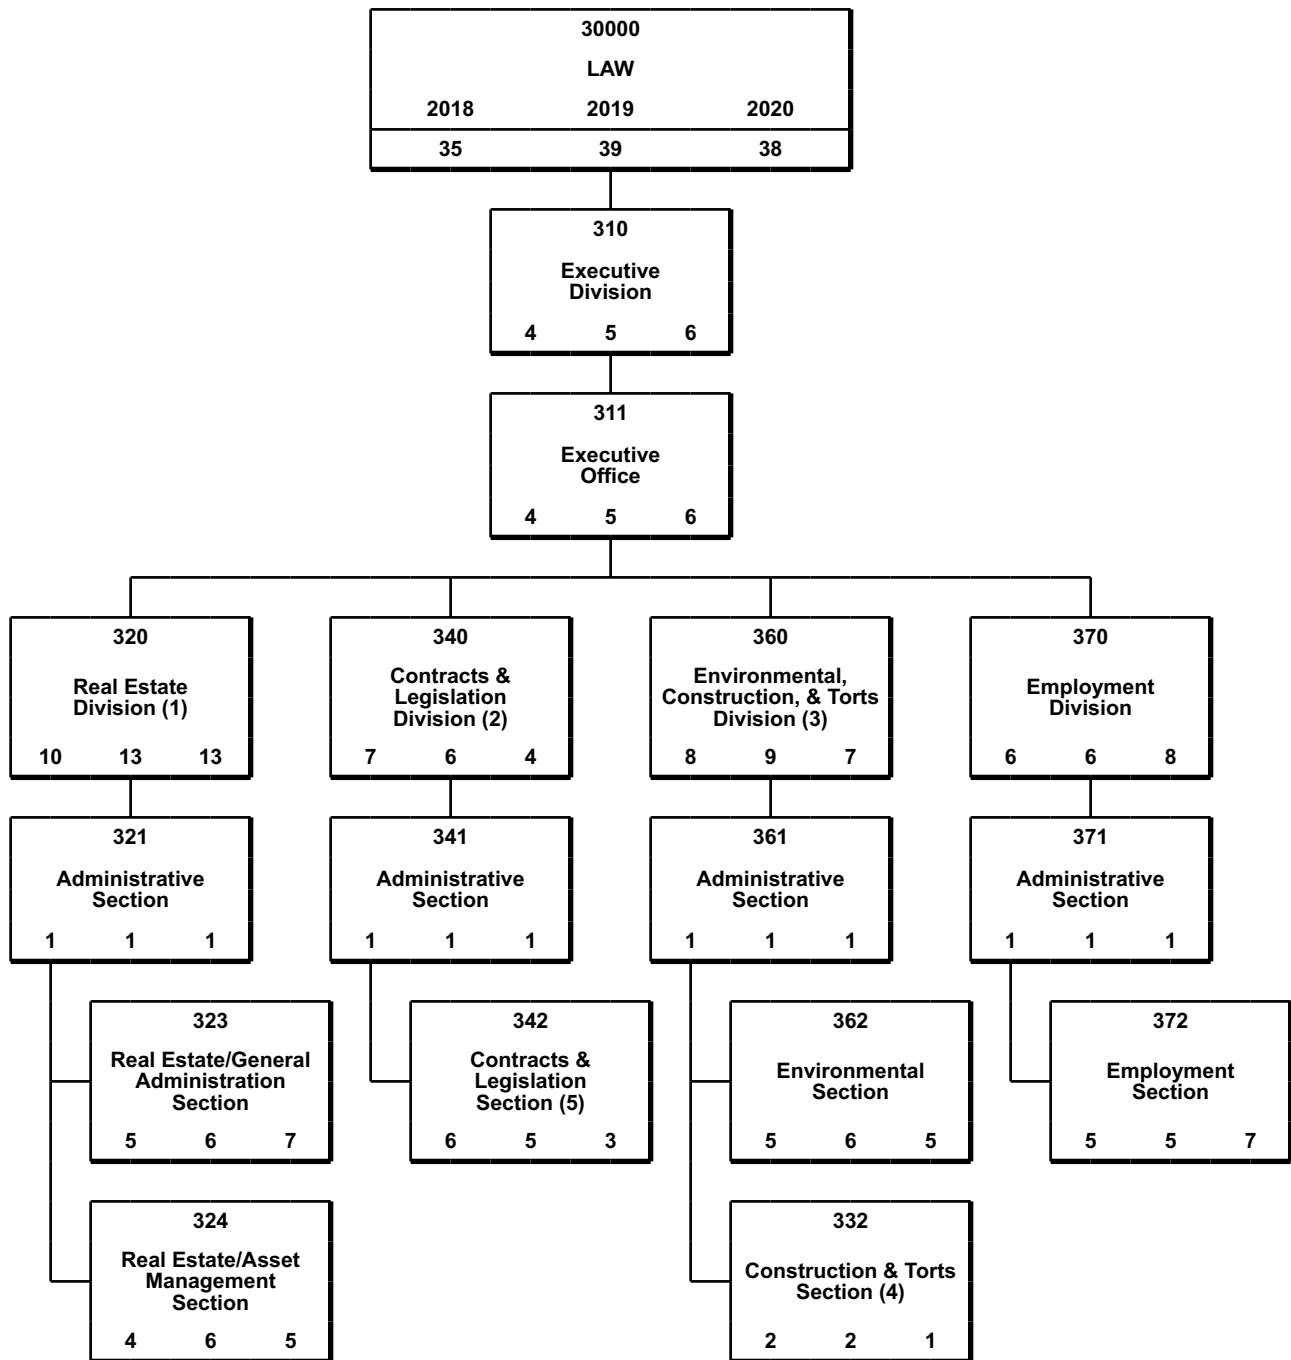 30000
LAW
2018 2019 2020
35 39 38
310
Executive
Division
4 5 6
311
Executive
Office
4 5 6
320
Real Estate
Division (1)
10 13 13
340
Contracts &
Legislation
Division (2)
7 6 4
360
Environmental,
Construction, & Torts
Division (3)
8 9 7
370
Employment
Division
6 6 8
321
Administrative
Section
1 1 1
341
Administrative
Section
1 1 1
361
Administrative
Section
1 1 1
371
Administrative
Section
1 1 1
323
Real Estate/General
Administration
Section
5 6 7
342
Contracts &
Legislation
Section (5)
6 5 3
362
Environmental
Section
5 6 5
372
Employment
Section
5 5 7
324
Real Estate/Asset
Management
Section
4 6 5
332
Construction & Torts
Section (4)
2 2 1